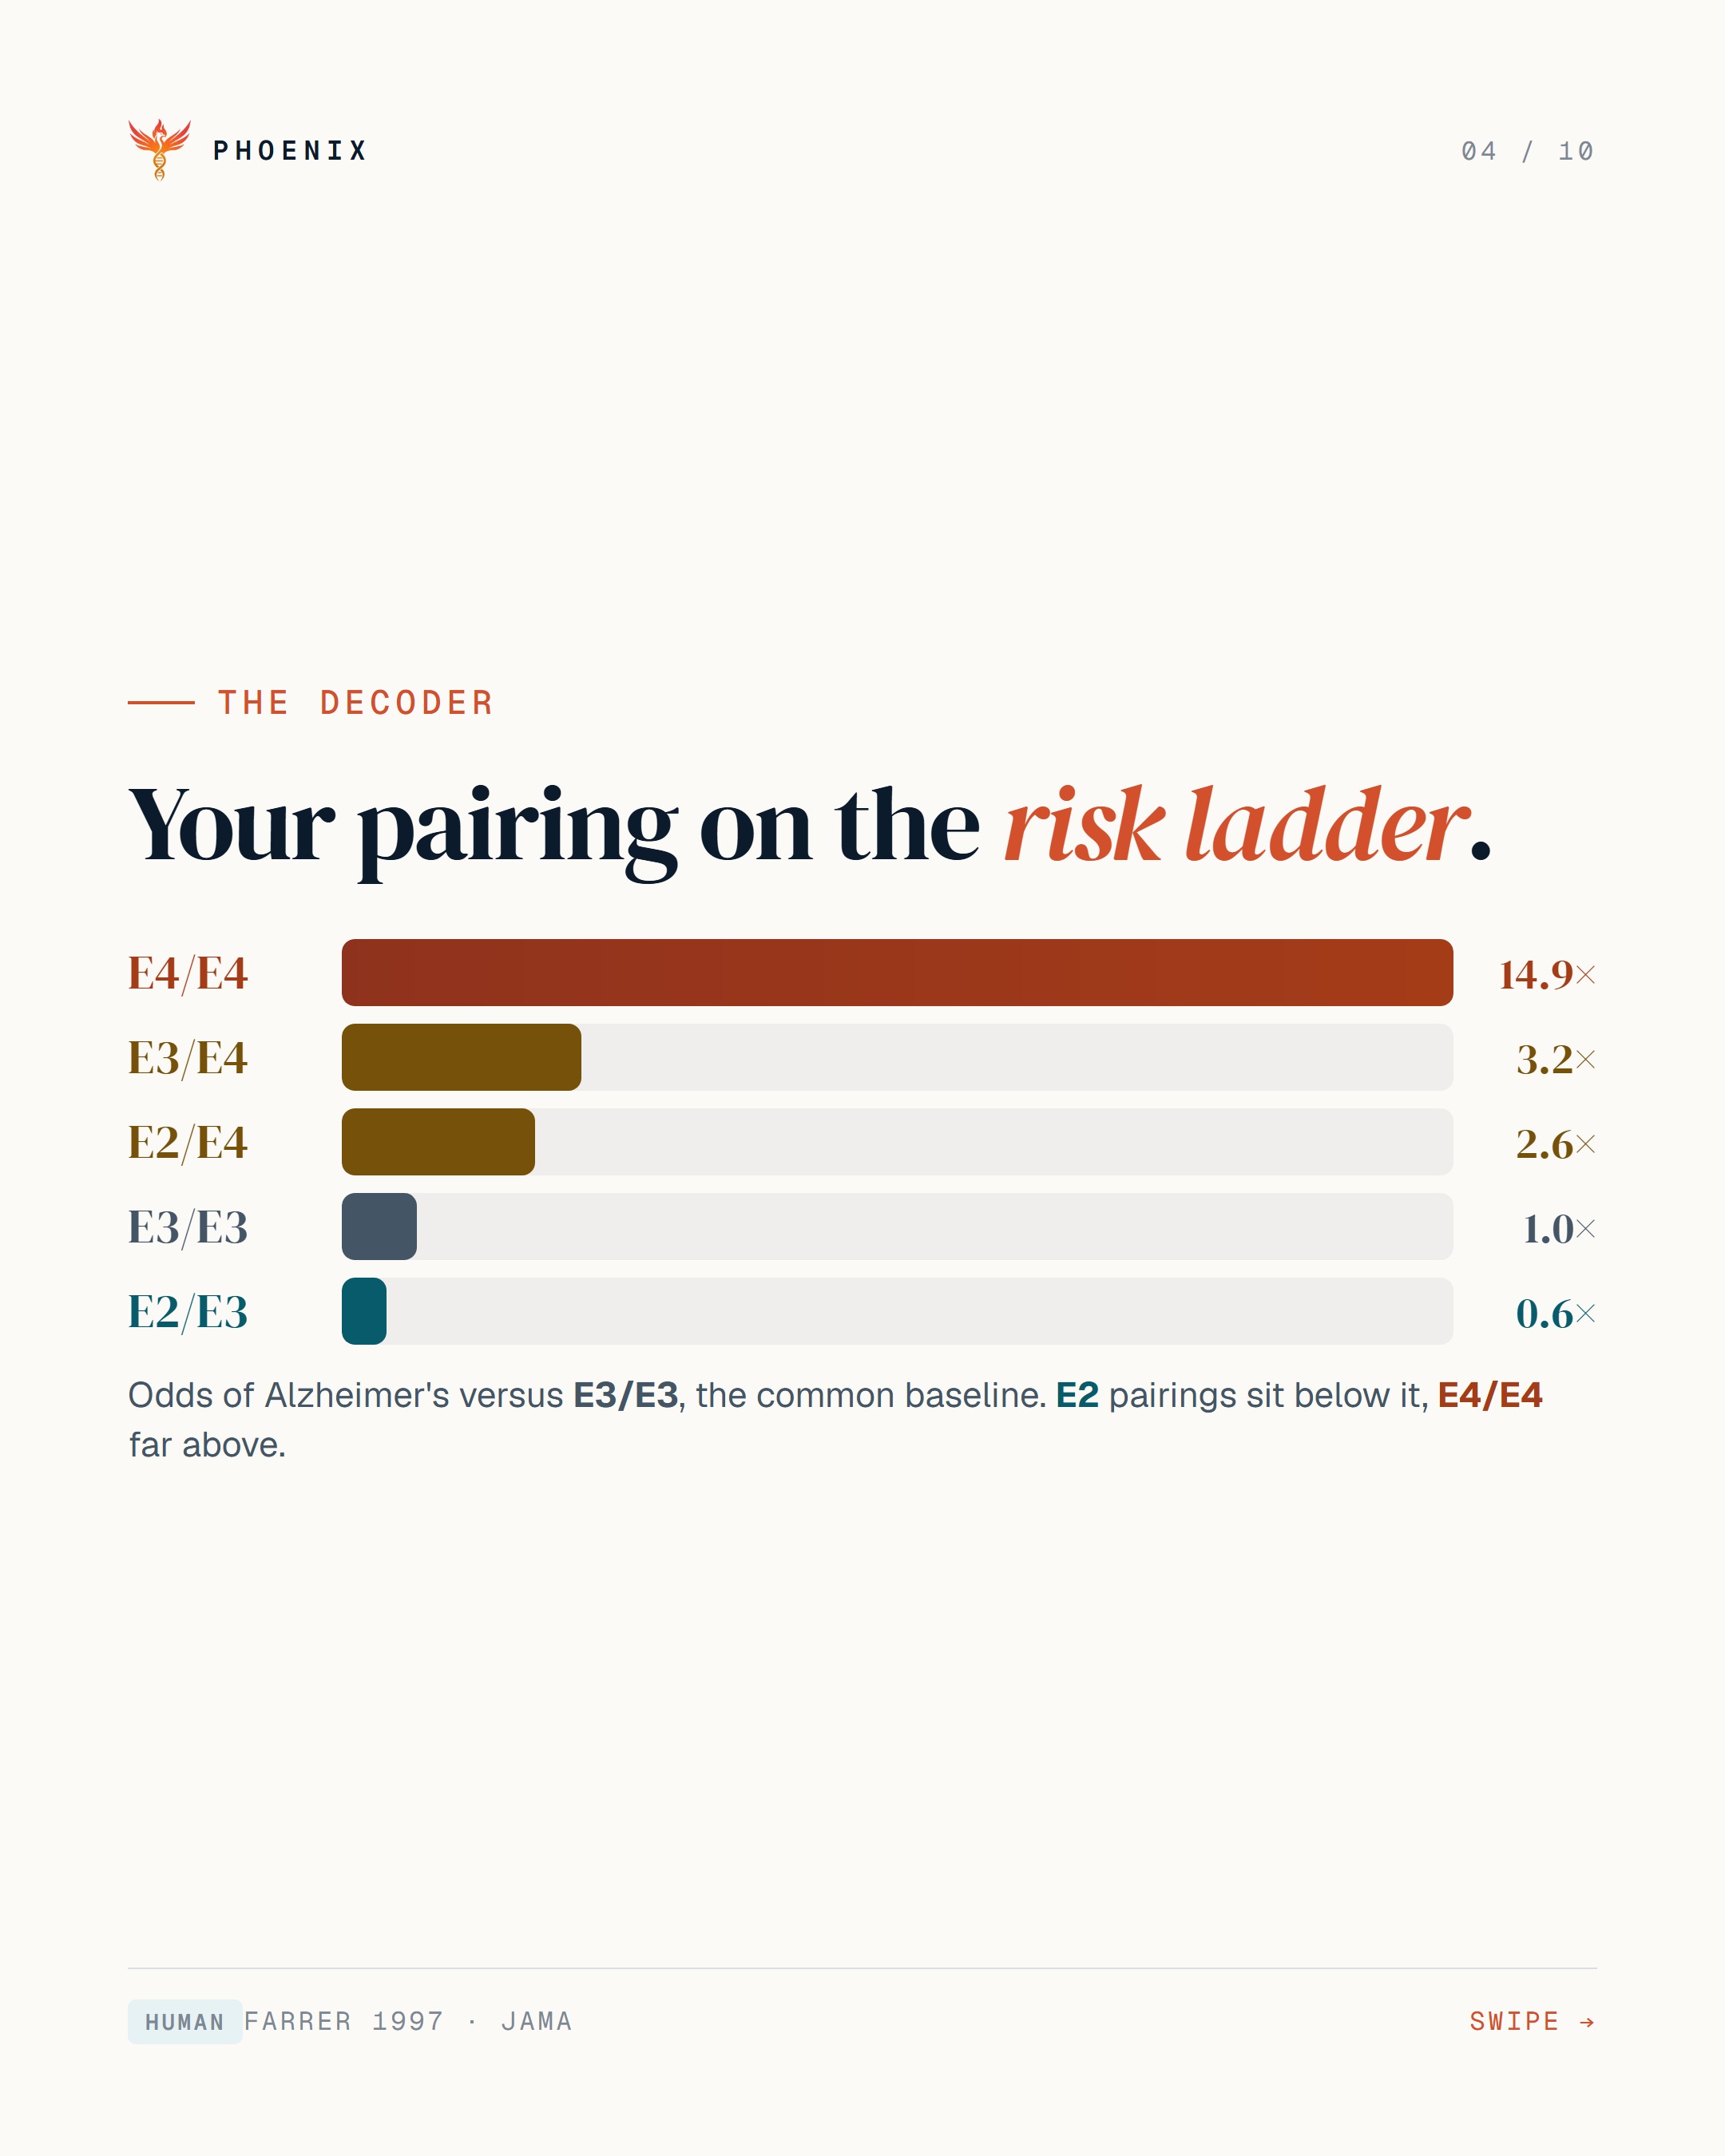 PHOENIX
04 / 10
THE DECODER
Your pairing on the risk ladder.
E4/E4 14.9×
E3/E4 3.2×
E2/E4 2.6×
E3/E3 1.0×
E2/E3 0.6×
Odds of Alzheimer's versus E3/E3, the common baseline. E2 pairings sit below it, E4/E4
far above.
HUMAN FARRER 1997 · JAMA
SWIPE →